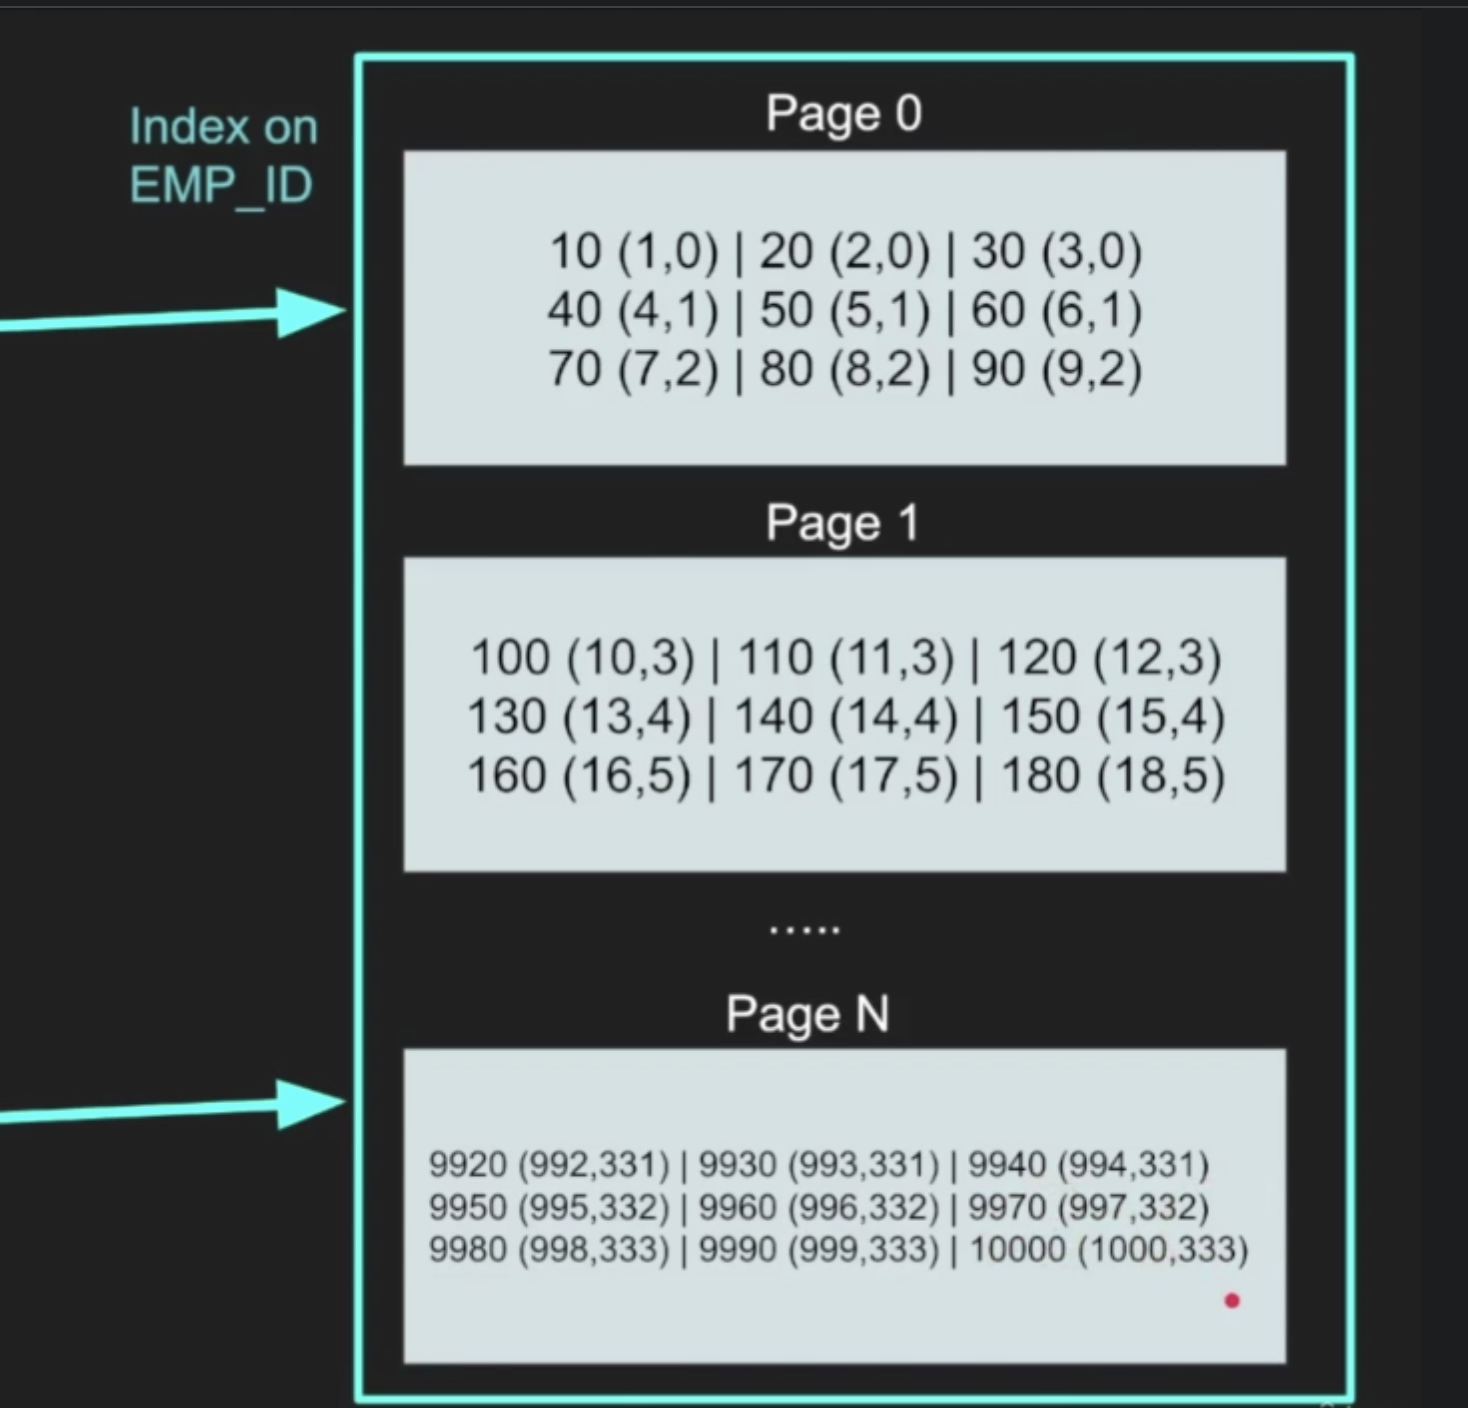 Index on
EMP_ID
Page 0
10 (1,0) | 20 (2,0) | 30 (3,0)
40 (4,1) | 50 (5,1) | 60 (6,1)
70 (7,2) | 80 (8,2) | 90 (9,2)
Page 1
100 (10,3) | 110 (11,3) | 120 (12,3)
130 (13,4) | 140 (14,4) | 150 (15,4)
160 (16,5) | 170 (17,5) | 180 (18,5)
.....
Page N
9920 (992,331) | 9930 (993,331) | 9940 (994,331)
9950 (995,332) | 9960 (996,332) | 9970 (997,332)
9980 (998,333) | 9990 (999,333) | 10000 (1000,333)